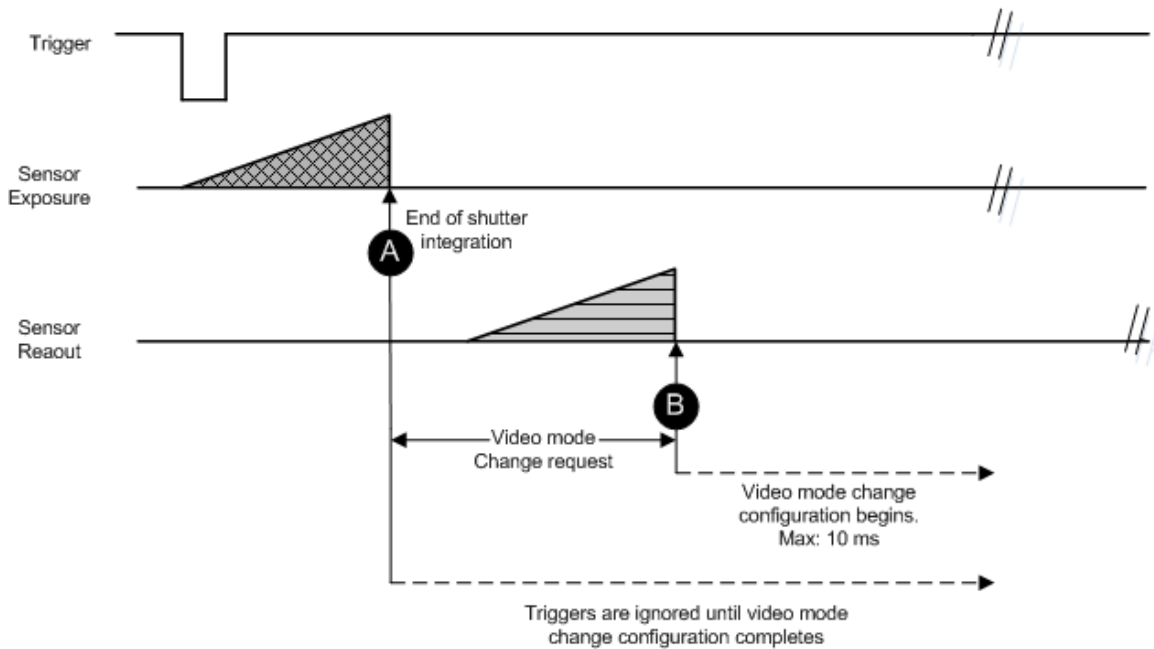 Trigger
Sensor
Exposure
End of shutter
integration
A
Sensor
Reaout
B
Video mode
Change request
Video mode change
configuration begins.
Max: 10 ms
Triggers are ignored until video mode
change configuration completes